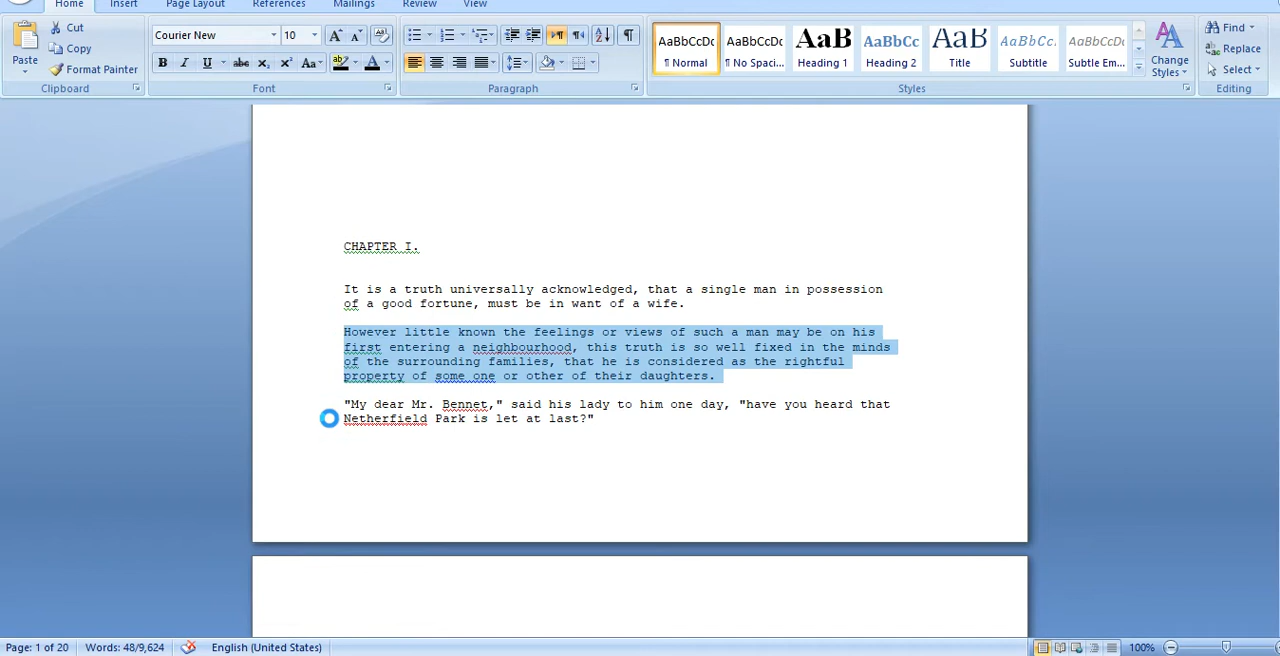 Home Insert Page Layout References Mailings Review View
Paste
Cut
Copy
Format Painter
Clipboard
Courier New 10
B I U abc x₂ x² Aa
Font
Paragraph
AaBbCcDc AaBbCcDc AaB AaBbCc AaB AaBbCc. AaBbCcDc
¶ Normal ¶ No Spaci... Heading 1 Heading 2 Title Subtitle Subtle Em...
Change
Styles
Styles
Find
Replace
Select
Editing
CHAPTER I.
It is a truth universally acknowledged, that a single man in possession
of a good fortune, must be in want of a wife.
However little known the feelings or views of such a man may be on his
first entering a neighbourhood, this truth is so well fixed in the minds
of the surrounding families, that he is considered as the rightful
property of some one or other of their daughters.
"My dear Mr. Bennet," said his lady to him one day, "have you heard that
Netherfield Park is let at last?"
Page: 1 of 20 Words: 48/9,624 English (United States) 100%